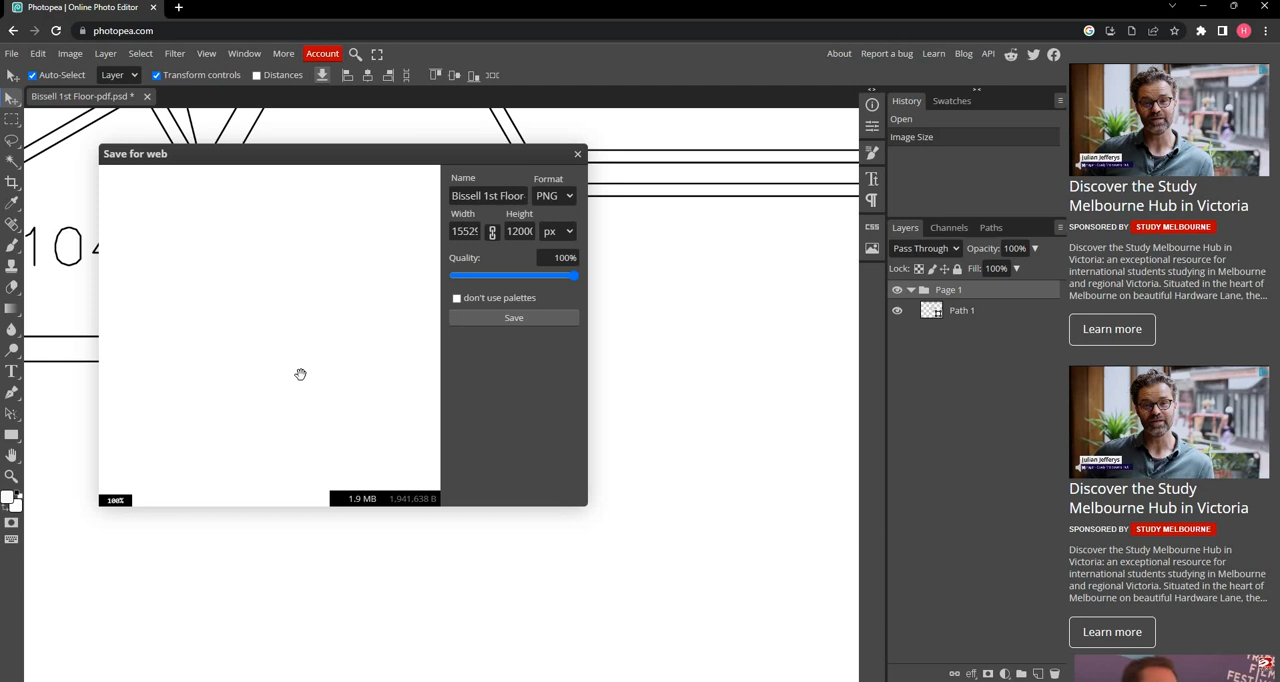 Photopea | Online Photo Editor
photopea.com
H
File Edit Image Layer Select Filter View Window More Account
About Report a bug Learn Blog API
Auto-Select Layer Transform controls Distances
Bissell 1st Floor-pdf.psd *
Save for web
Name Format
Bissell 1st Floor- PNG
Width Height
15529 12000 px
Quality: 100%
don't use palettes
Save
100%
1.9 MB 1,941,638 B
104
History Swatches
Open
Image Size
CSS
Layers Channels Paths
Pass Through Opacity: 100%
Lock: Fill: 100%
Page 1
Path 1
eff
Julian Jefferys
Discover the Study
Melbourne Hub in Victoria
SPONSORED BY STUDY MELBOURNE
Discover the Study Melbourne Hub in
Victoria: an exceptional resource for
international students studying in Melbourne
and regional Victoria. Situated in the heart of
Melbourne on beautiful Hardware Lane, the...
Learn more
Julian Jefferys
Discover the Study
Melbourne Hub in Victoria
SPONSORED BY STUDY MELBOURNE
Discover the Study Melbourne Hub in
Victoria: an exceptional resource for
international students studying in Melbourne
and regional Victoria. Situated in the heart of
Melbourne on beautiful Hardware Lane, the...
Learn more